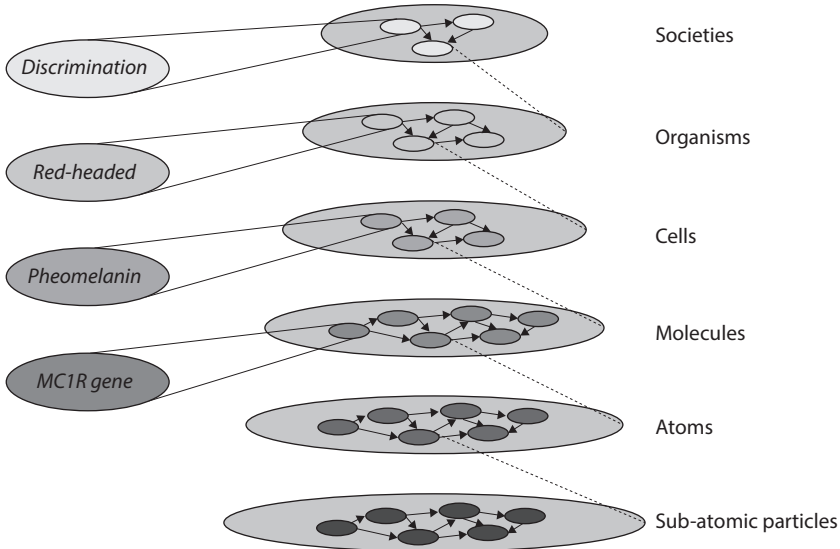 Societies
Discrimination
Organisms
Red-headed
Cells
Pheomelanin
Molecules
MC1R gene
Atoms
Sub-atomic particles